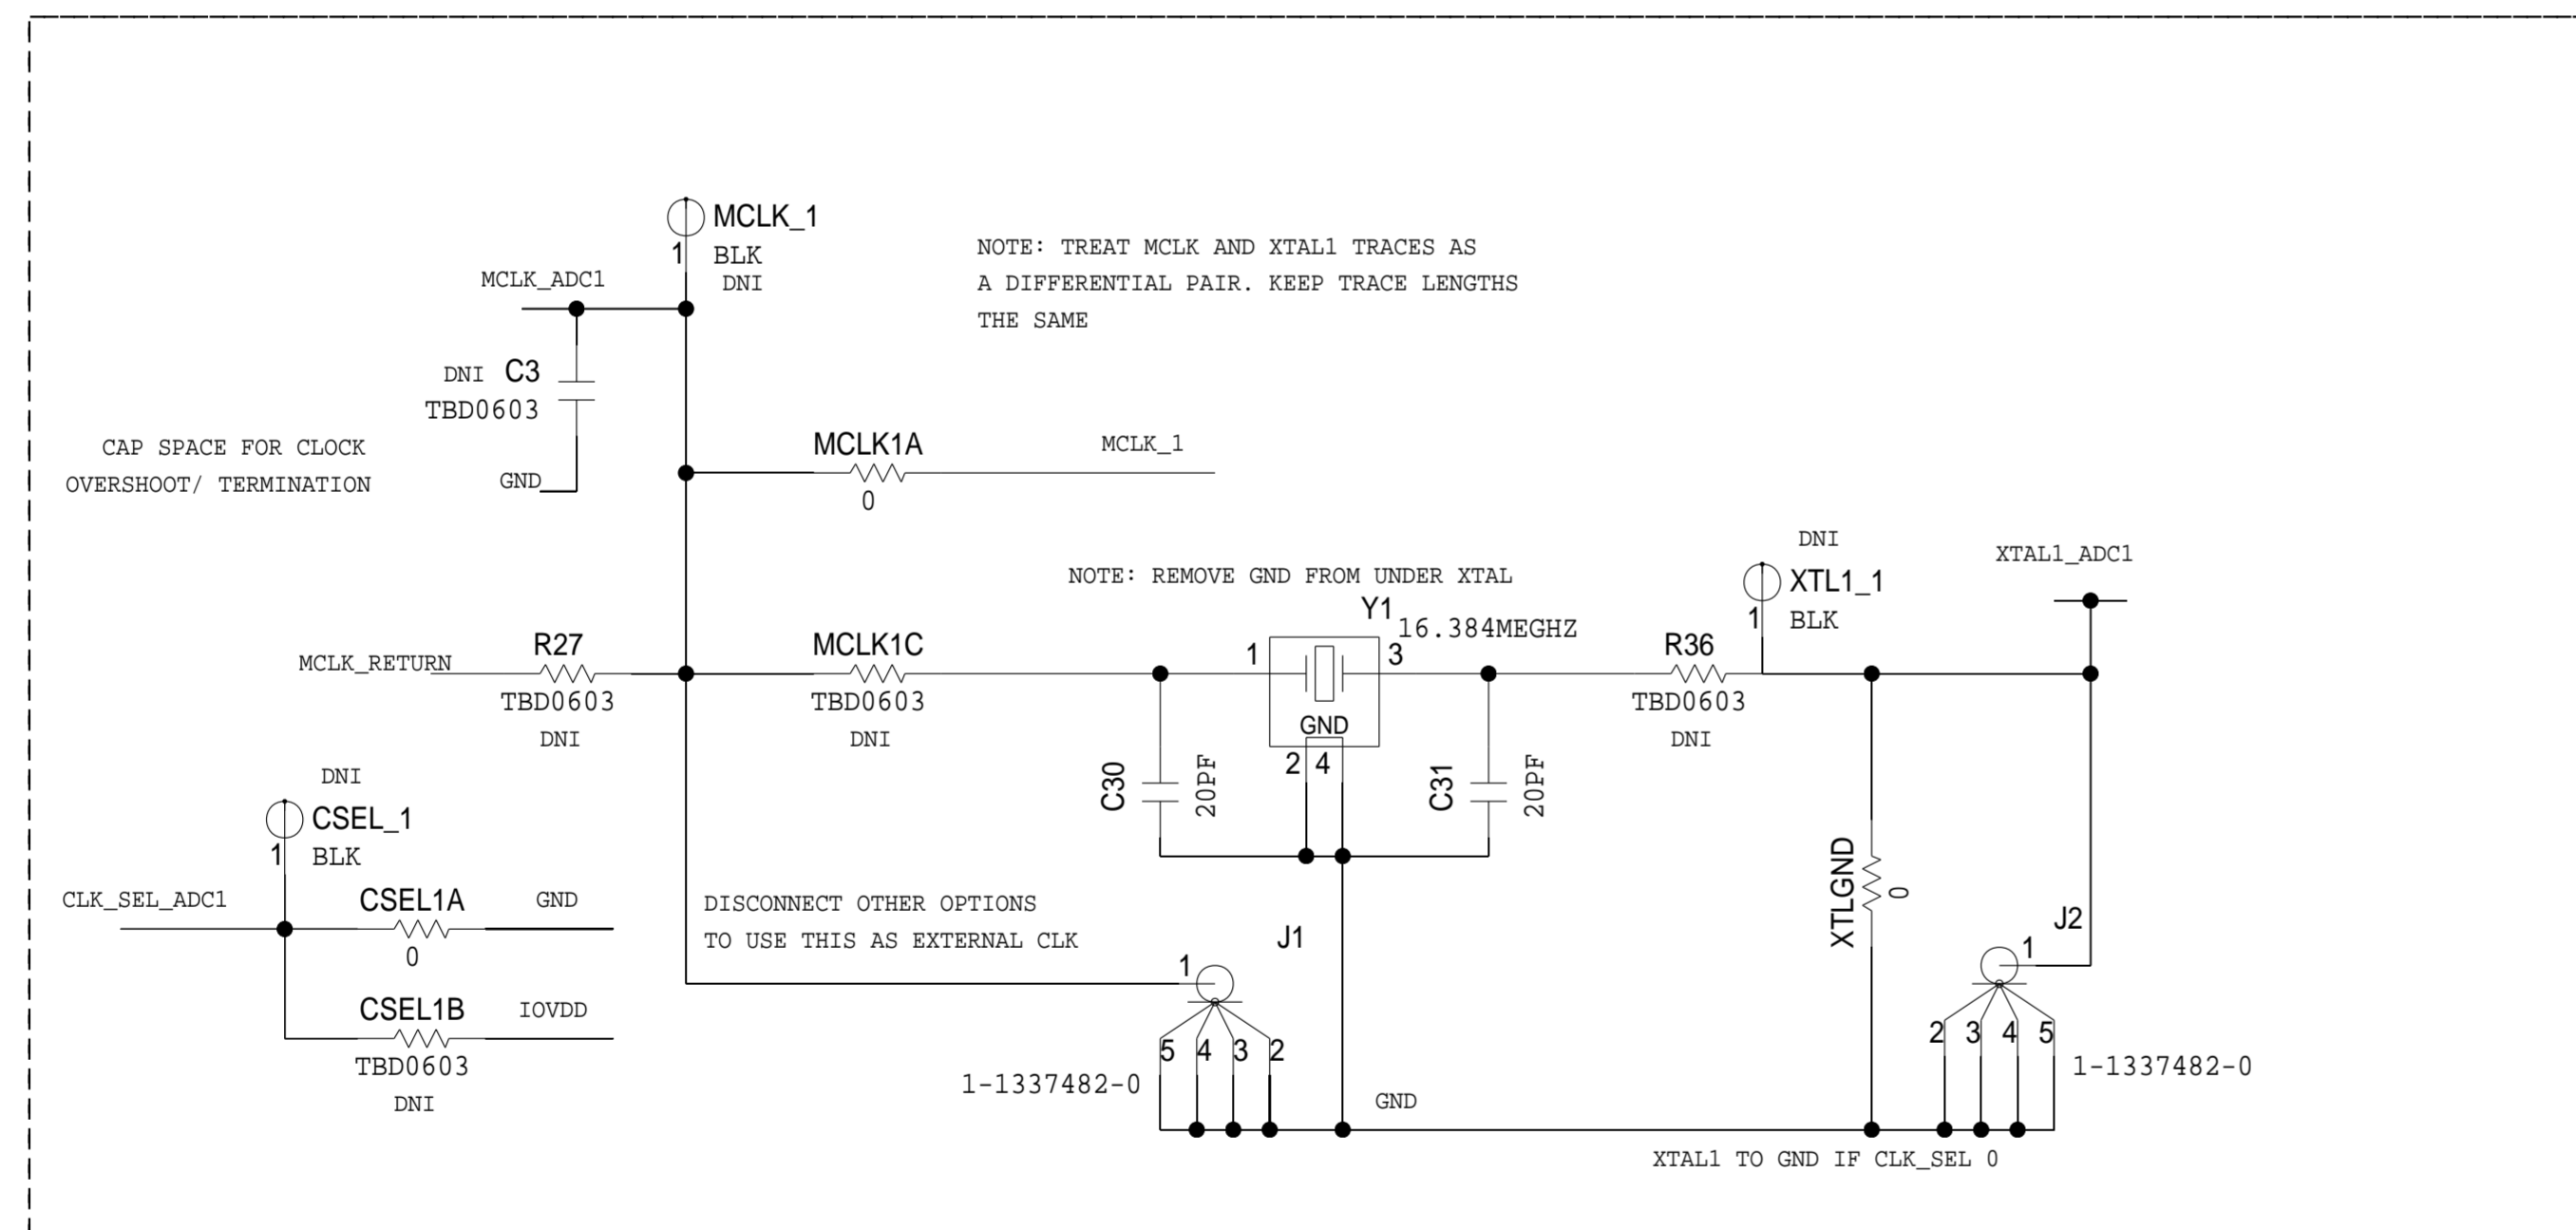 MCLK_1
1 BLK
MCLK_ADC1 DNI
NOTE: TREAT MCLK AND XTAL1 TRACES AS
A DIFFERENTIAL PAIR. KEEP TRACE LENGTHS
THE SAME
DNI C3
TBD0603
CAP SPACE FOR CLOCK
OVERSHOOT/ TERMINATION
GND
MCLK1A
0
MCLK_1
NOTE: REMOVE GND FROM UNDER XTAL
DNI
XTL1_1
1 BLK
XTAL1_ADC1
MCLK_RETURN
R27
TBD0603
DNI
MCLK1C
TBD0603
DNI
Y1
16.384MEGHZ
1
3
GND
2 4
R36
TBD0603
DNI
C30
20PF
C31
20PF
DNI
CSEL_1
1 BLK
CLK_SEL_ADC1
CSEL1A
0
GND
CSEL1B
TBD0603
DNI
IOVDD
DISCONNECT OTHER OPTIONS
TO USE THIS AS EXTERNAL CLK
J1
1
5 4 3 2
1-1337482-0
GND
XTLGND
0
J2
1
2 3 4 5
1-1337482-0
XTAL1 TO GND IF CLK_SEL 0